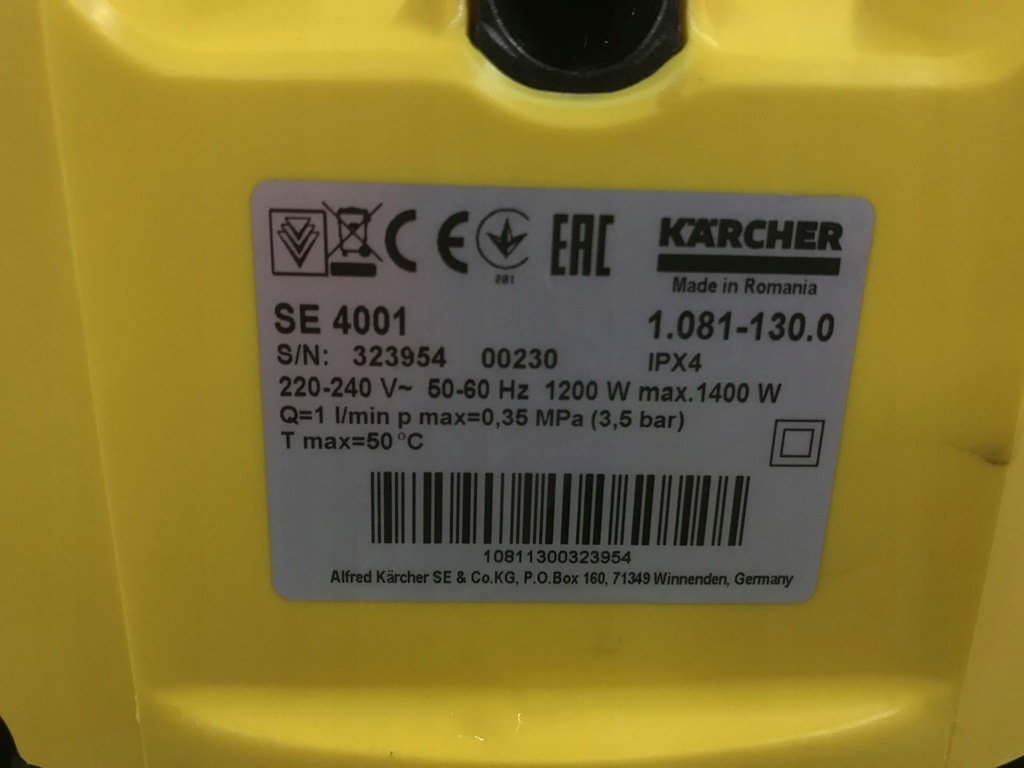 CE EAC KÄRCHER
001
Made in Romania
SE 4001 1.081-130.0
S/N: 323954 00230 IPX4
220-240 V~ 50-60 Hz 1200 W max.1400 W
Q=1 l/min p max=0,35 MPa (3,5 bar)
T max=50°C
10811300323954
Alfred Kärcher SE & Co.KG, P.O.Box 160, 71349 Winnenden, Germany